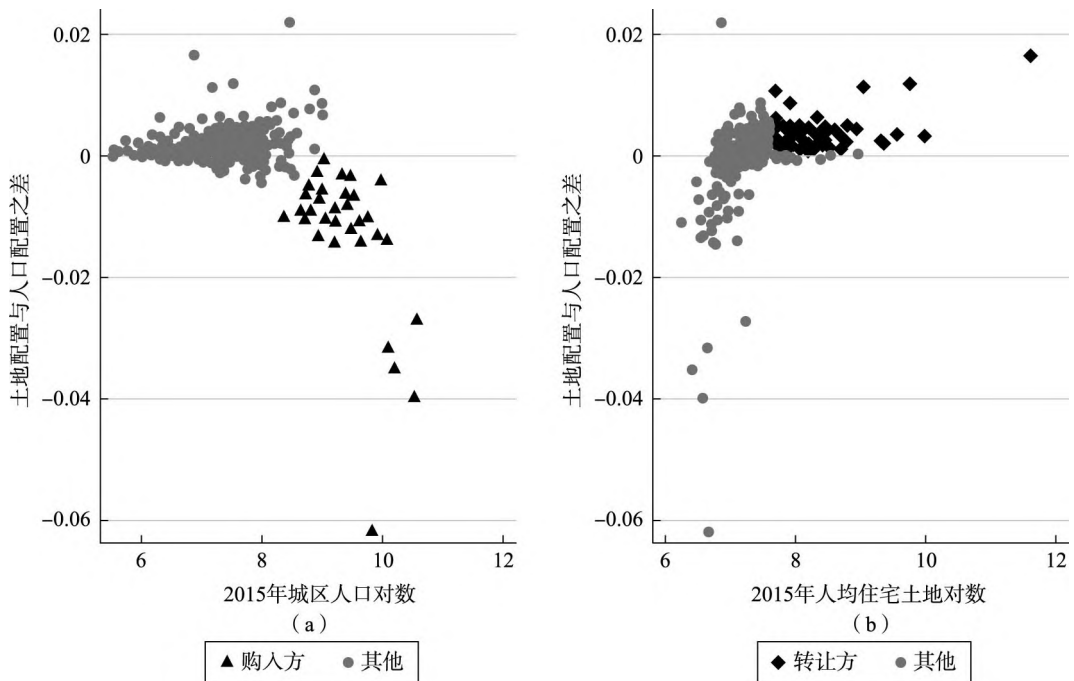 0.02
0
−0.02
−0.04
−0.06
土地配置与人口配置之差
6 8 10 12
2015年城区人口对数
（a）
▲ 购入方 ● 其他
0.02
0
−0.02
−0.04
−0.06
土地配置与人口配置之差
6 8 10 12
2015年人均住宅土地对数
（b）
◆ 转让方 ● 其他